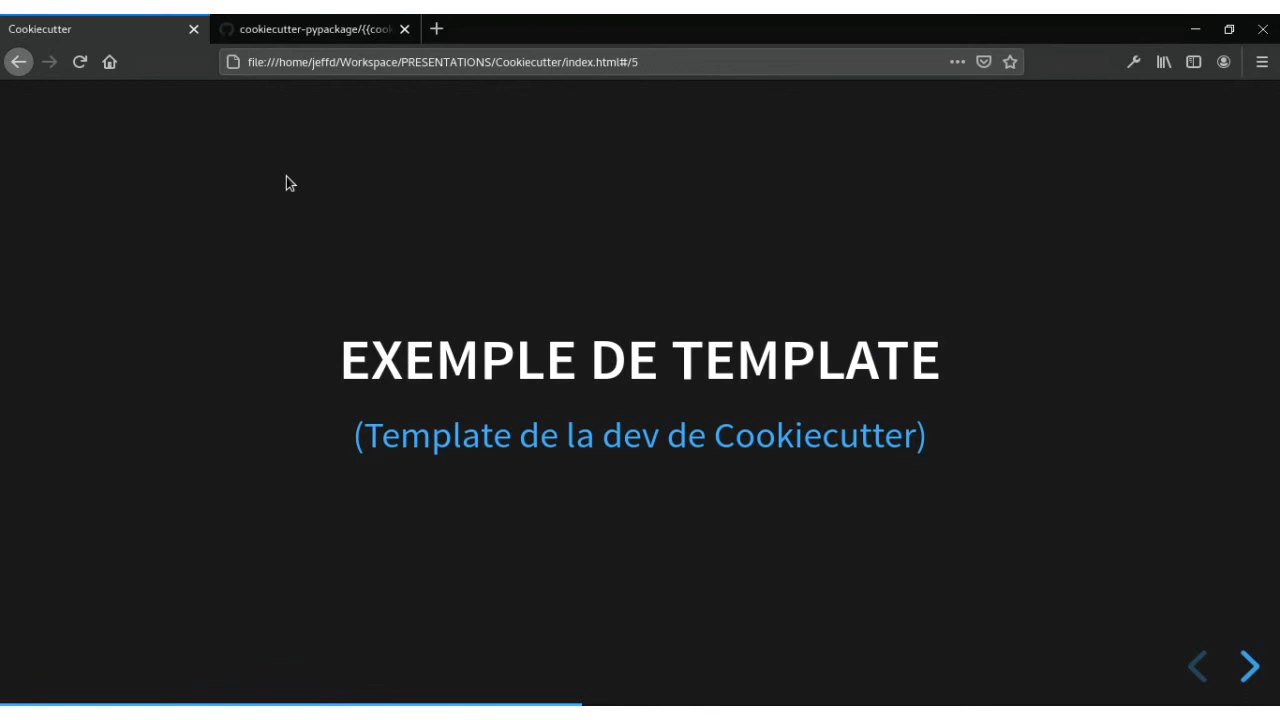 Cookiecutter
cookiecutter-pypackage/{{cool
file:///home/jeffd/Workspace/PRESENTATIONS/Cookiecutter/index.html#/5
EXEMPLE DE TEMPLATE
(Template de la dev de Cookiecutter)